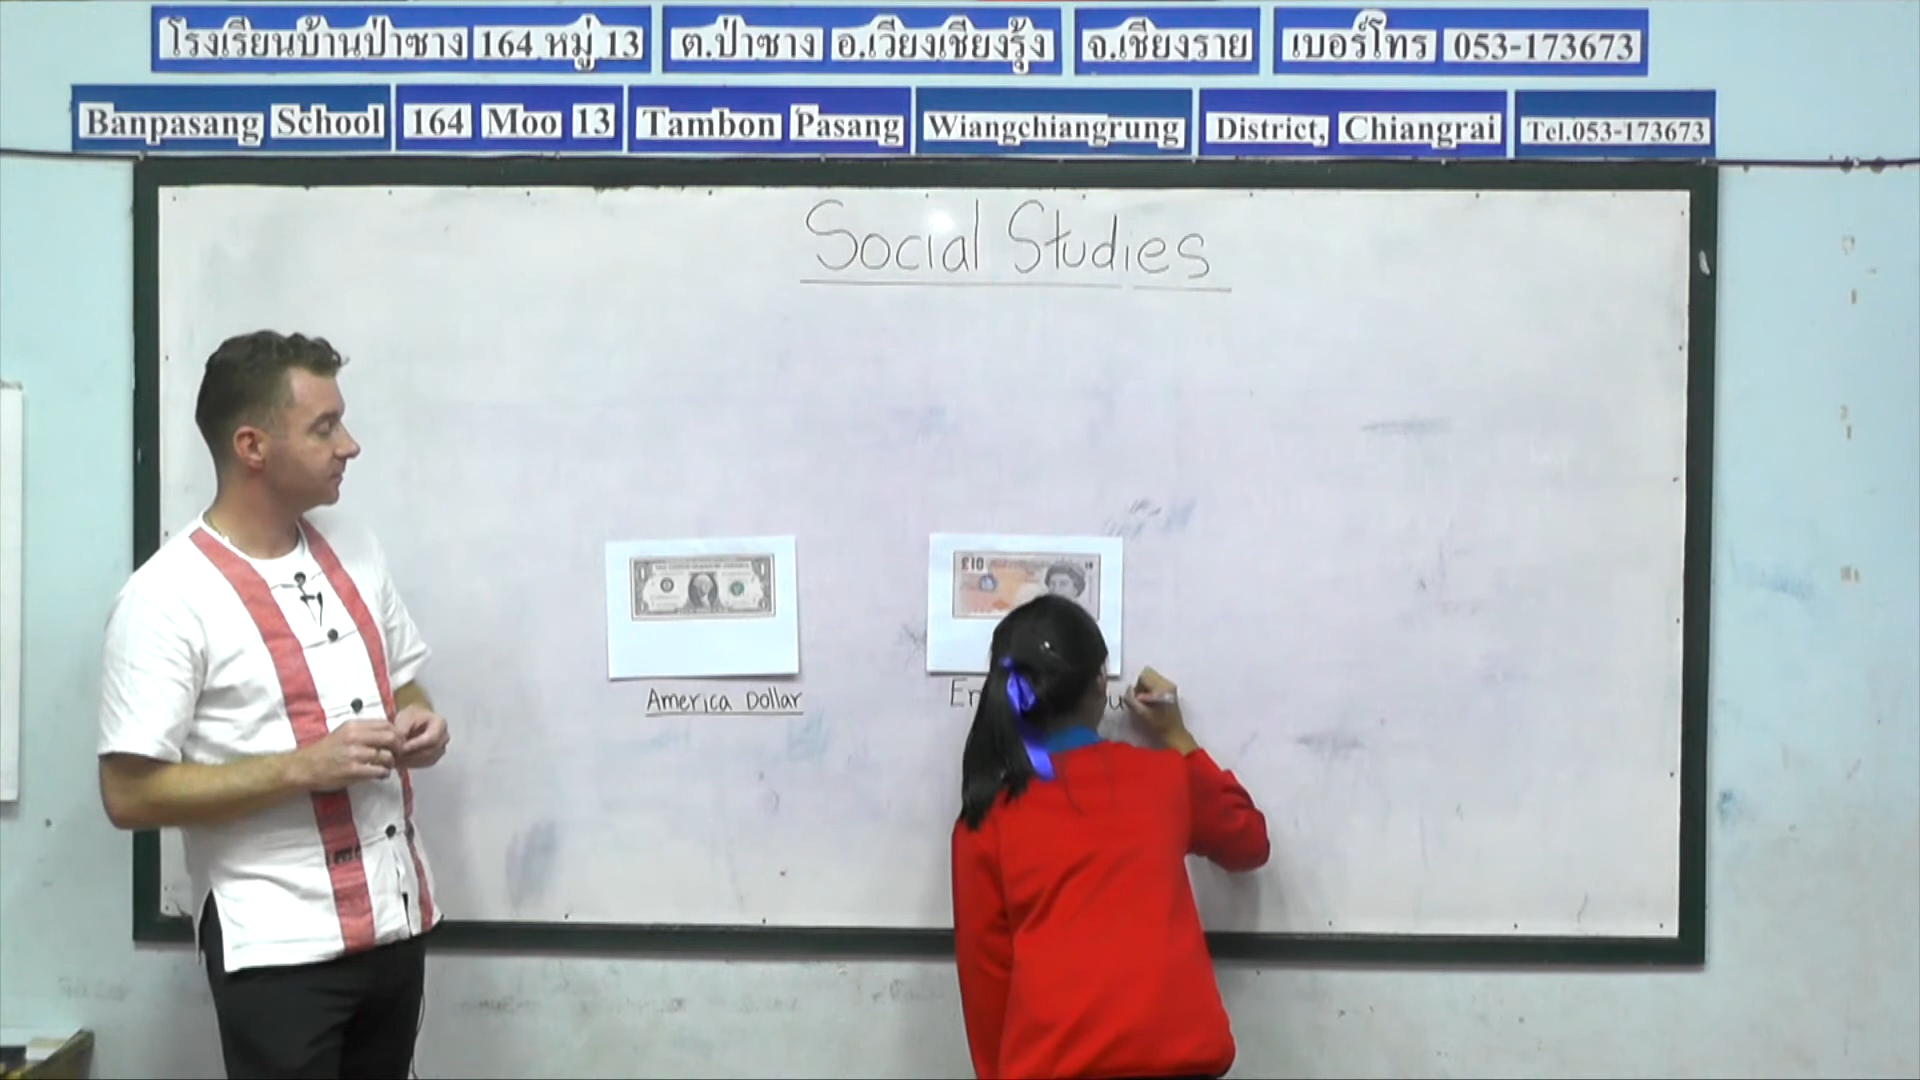 โรงเรียนบ้านป่าซาง 164 หมู่ 13 ต.ป่าซาง อ.เวียงเชียงรุ้ง จ.เชียงราย เบอร์โทร 053-173673
Banpasang School 164 Moo 13 Tambon Pasang Wiangchiangrung District, Chiangrai Tel.053-173673
Social Studies
£10
America Dollar